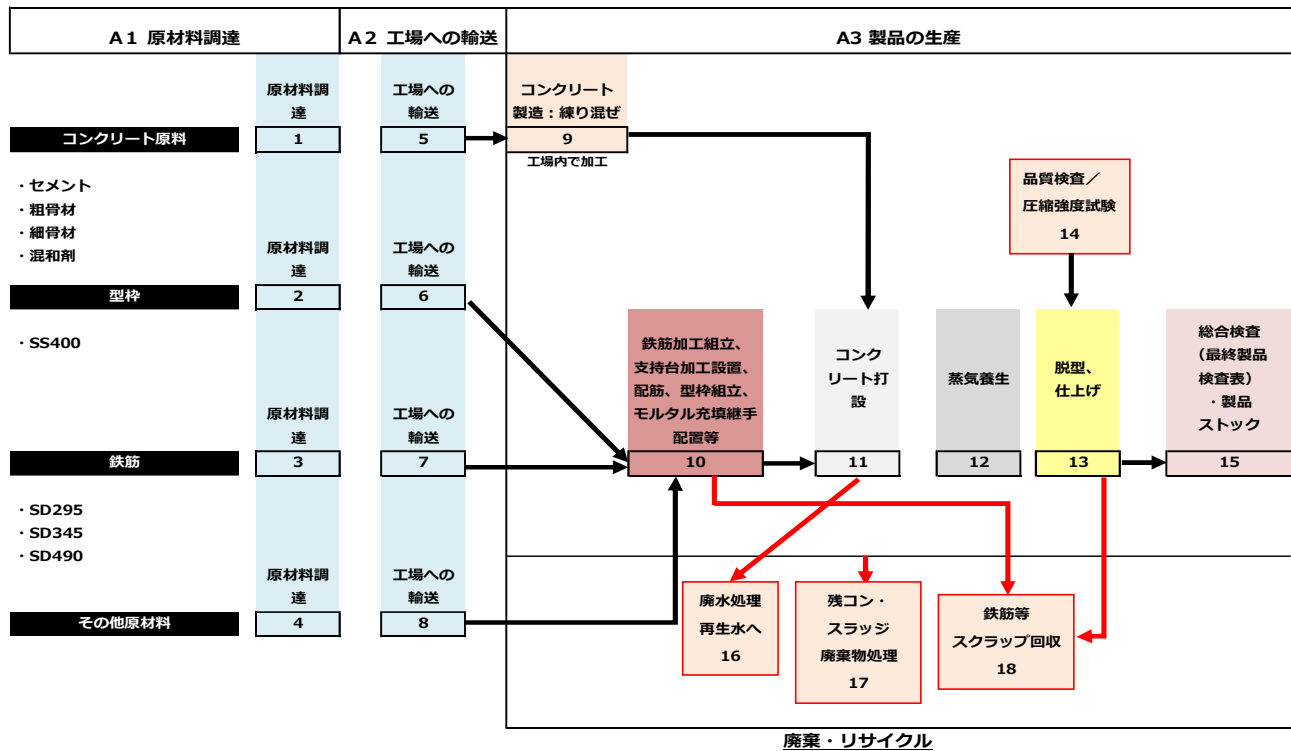 A1 原材料調達
A2 工場への輸送
A3 製品の生産
原材料調
達
工場への
輸送
コンクリート
製造：練り混ぜ
コンクリート原料
1
5
9
工場内で加工
・セメント
・粗骨材
・細骨材
・混和剤
品質検査／
圧縮強度試験
14
原材料調
達
工場への
輸送
型枠
2
6
・SS400
鉄筋加工組立、
支持台加工設置、
配筋、型枠組立、
モルタル充填継手
配置等
コンク
リート打
設
蒸気養生
脱型、
仕上げ
総合検査
（最終製品
検査表）
・製品
ストック
原材料調
達
工場への
輸送
鉄筋
3
7
10
11
12
13
15
・SD295
・SD345
・SD490
原材料調
達
工場への
輸送
その他原材料
4
8
廃水処理
再生水へ
16
残コン・
スラッジ
廃棄物処理
17
鉄筋等
スクラップ回収
18
廃棄・リサイクル